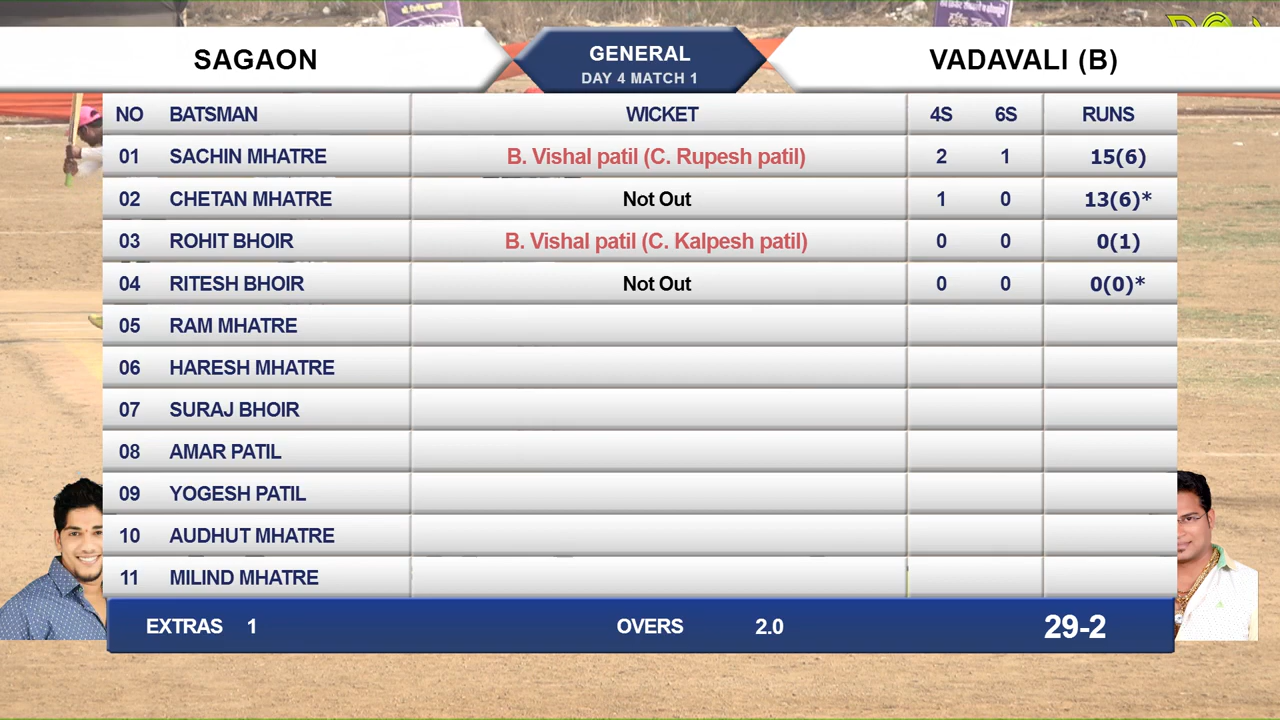 SAGAON
GENERAL
DAY 4 MATCH 1
VADAVALI (B)
NO BATSMAN WICKET 4S 6S RUNS
01 SACHIN MHATRE B. Vishal patil (C. Rupesh patil) 2 1 15(6)
02 CHETAN MHATRE Not Out 1 0 13(6)*
03 ROHIT BHOIR B. Vishal patil (C. Kalpesh patil) 0 0 0(1)
04 RITESH BHOIR Not Out 0 0 0(0)*
05 RAM MHATRE
06 HARESH MHATRE
07 SURAJ BHOIR
08 AMAR PATIL
09 YOGESH PATIL
10 AUDHUT MHATRE
11 MILIND MHATRE
EXTRAS 1 OVERS 2.0 29-2